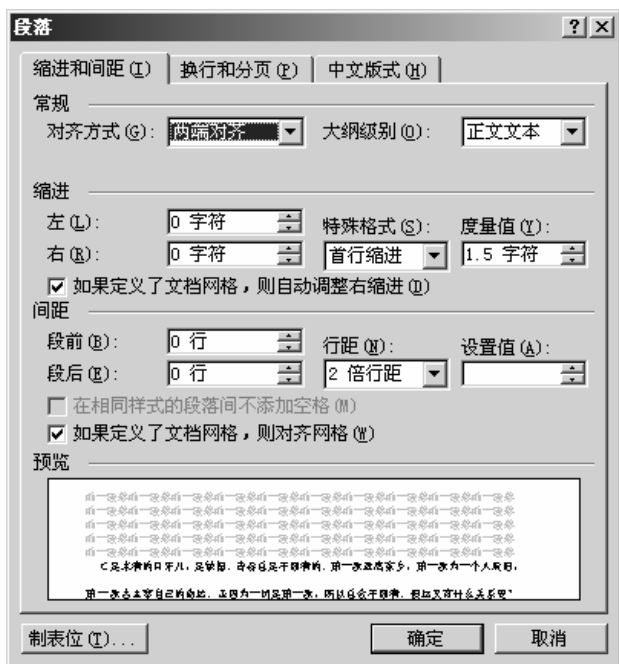 段落
缩进和间距(I) 换行和分页(P) 中文版式(H)
常规
对齐方式(G): 两端对齐 大纲级别(O): 正文文本
缩进
左(L): 0 字符 特殊格式(S): 度量值(Y):
右(R): 0 字符 首行缩进 1.5 字符
如果定义了文档网格，则自动调整右缩进(D)
间距
段前(B): 0 行 行距(N): 设置值(A):
段后(E): 0 行 2 倍行距
在相同样式的段落间不添加空格(M)
如果定义了文档网格，则对齐网格(W)
预览
制表位(T)... 确定 取消